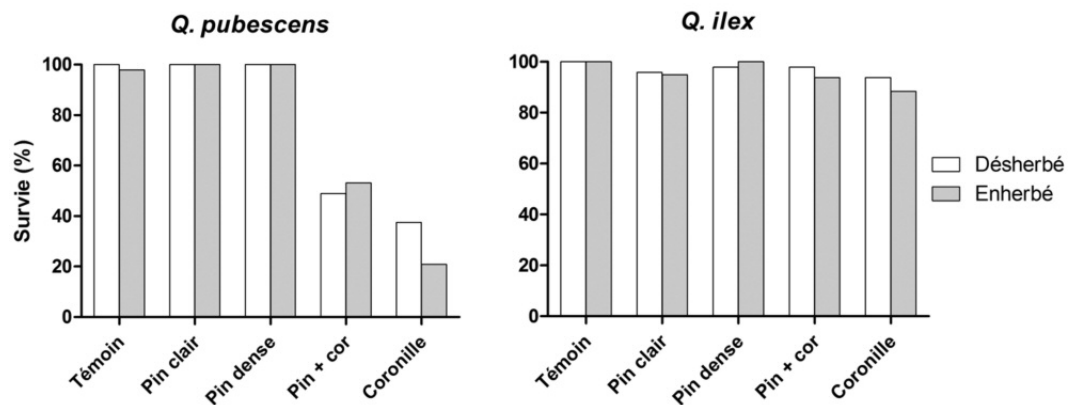 Q. pubescens
Survie (%)
100
80
60
40
20
0
Témoin
Pin clair
Pin dense
Pin + cor
Coronille
Q. ilex
100
80
60
40
20
0
Témoin
Pin clair
Pin dense
Pin + cor
Coronille
Désherbé
Enherbé